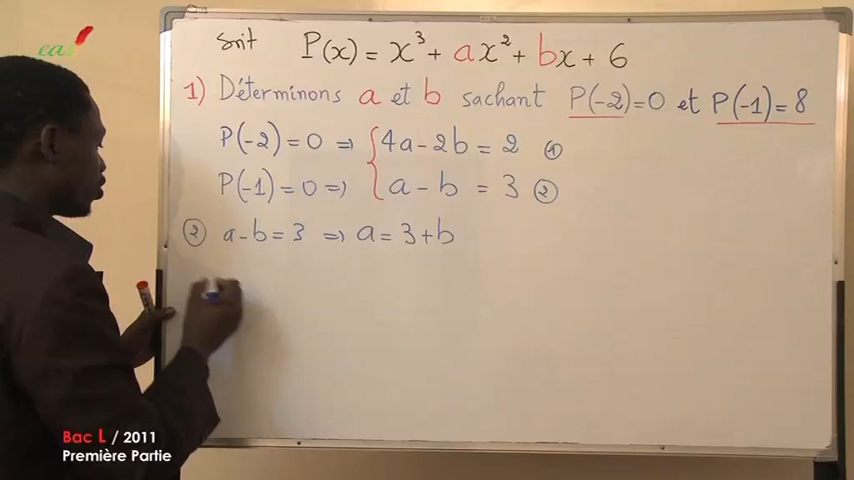 ea
soit P(x) = x³ + ax² + bx + 6
1) Déterminons a et b sachant P(-2)=0 et P(-1)=8
P(-2)=0 => { 4a-2b = 2 ①
P(-1)=0 => { a-b = 3 ②
② a-b=3 => a=3+b
Bac L / 2011
Première Partie